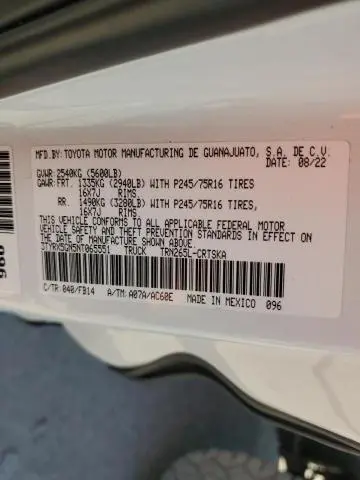 MFD.BY:TOYOTA MOTOR MANUFACTURING DE GUANAJUATO, S.A. DE C.V.
DATE: 08/22
GVWR:2540KG (5600LB)
GAWR:FRT. 1335KG (2940LB) WITH P245/75R16 TIRES
16X7J RIMS,
RR. 1490KG (3280LB) WITH P245/75R16 TIRES,
16X7J RIMS.
THIS VEHICLE CONFORMS TO ALL APPLICABLE FEDERAL MOTOR
VEHICLE SAFETY AND THEFT PREVENTION STANDARDS IN EFFECT
ON THE DATE OF MANUFACTURE SHOWN ABOVE.
3TYRX5GN5NT065551 TRUCK TRN265L-CRTSKA
C/TR:040/FB14 A/TM:A07A/AC60E MADE IN MEXICO 096